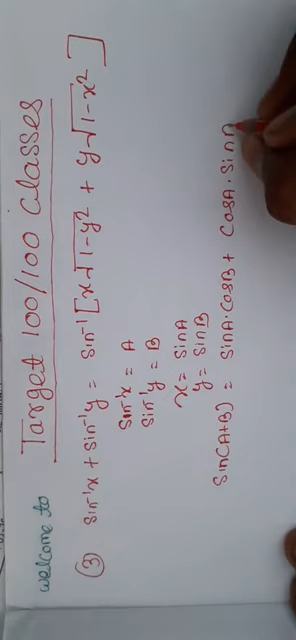 welcome to
Target 100/100 classes
(3) sin⁻¹x + sin⁻¹y = sin⁻¹[x√1-y² + y√1-x²]
sin⁻¹x = A
sin⁻¹y = B
x = sinA
y = sinB
sin(A+B) = sinA·cosB + cosA·sin